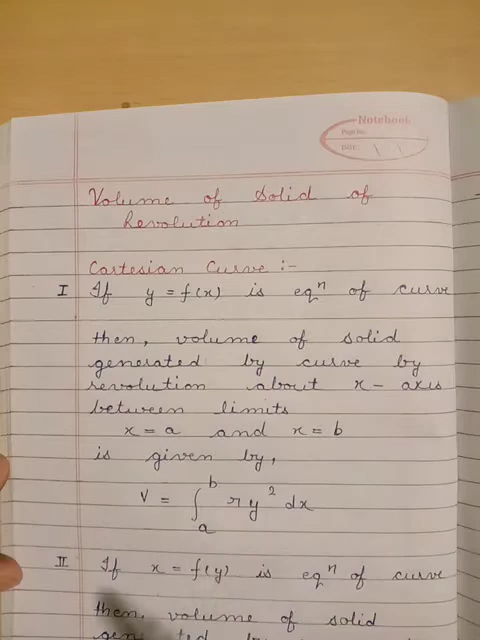 Notebook
Page No.
Date
Volume of Solid of
Revolution
Cartesian Curve :-
I If y = f(x) is eqⁿ of curve
then, volume of solid
generated by curve by
revolution about x - axis
between limits
x = a and x = b
is given by,
V = ∫ₐᵇ π y² dx
II If x = f(y) is eqⁿ of curve
then, volume of solid